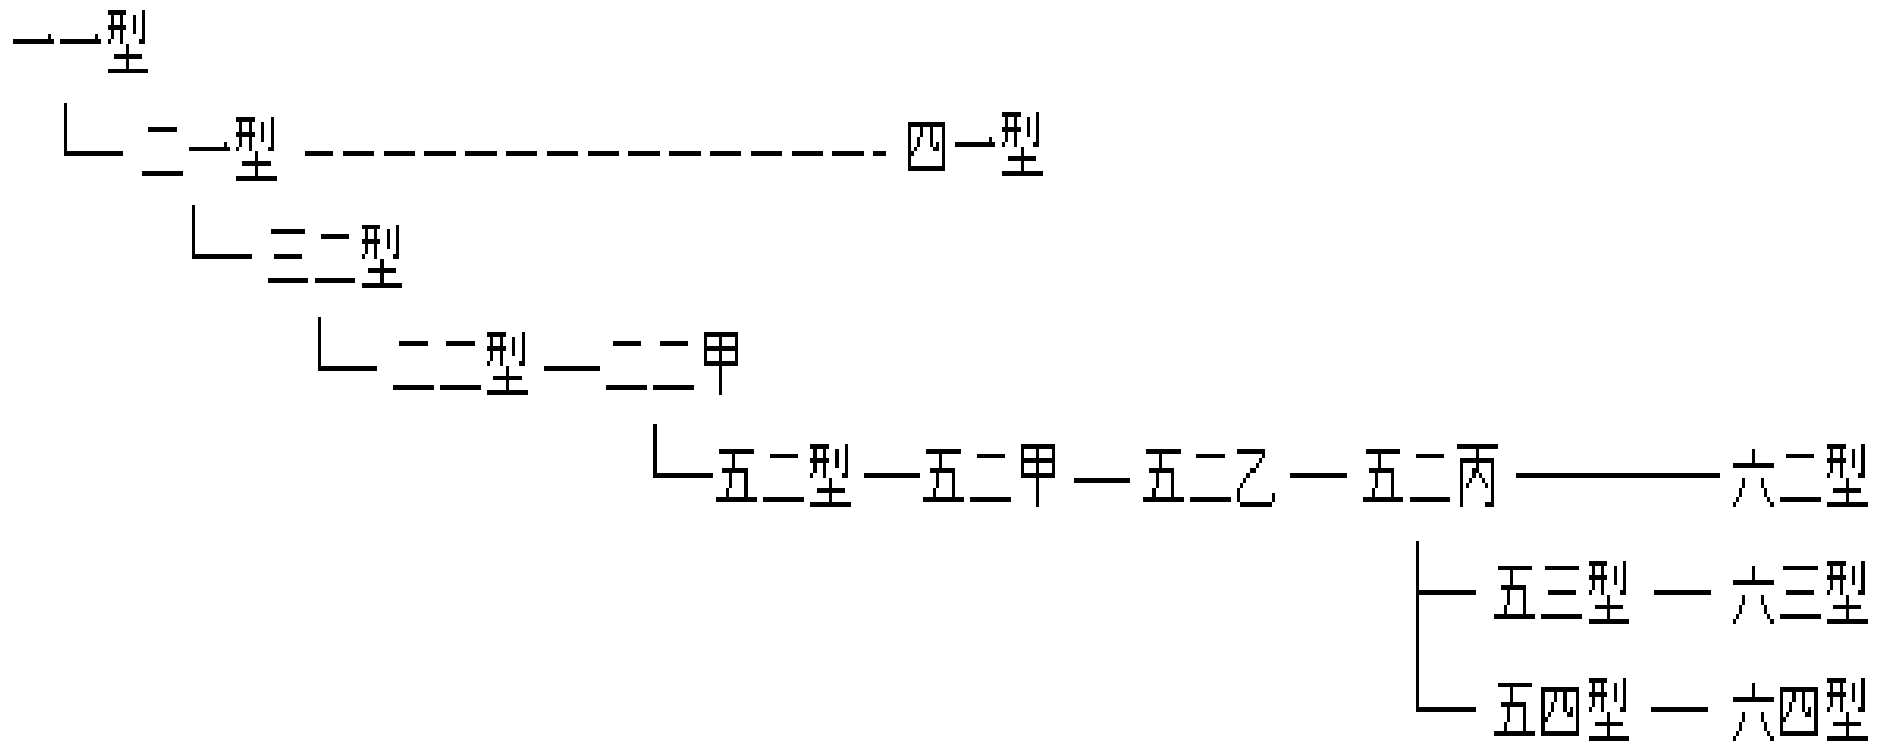 一一型
二一型 四一型
三二型
二二型 二二甲
五二型 五二甲 五二乙 五二丙 六二型
五三型 六三型
五四型 六四型